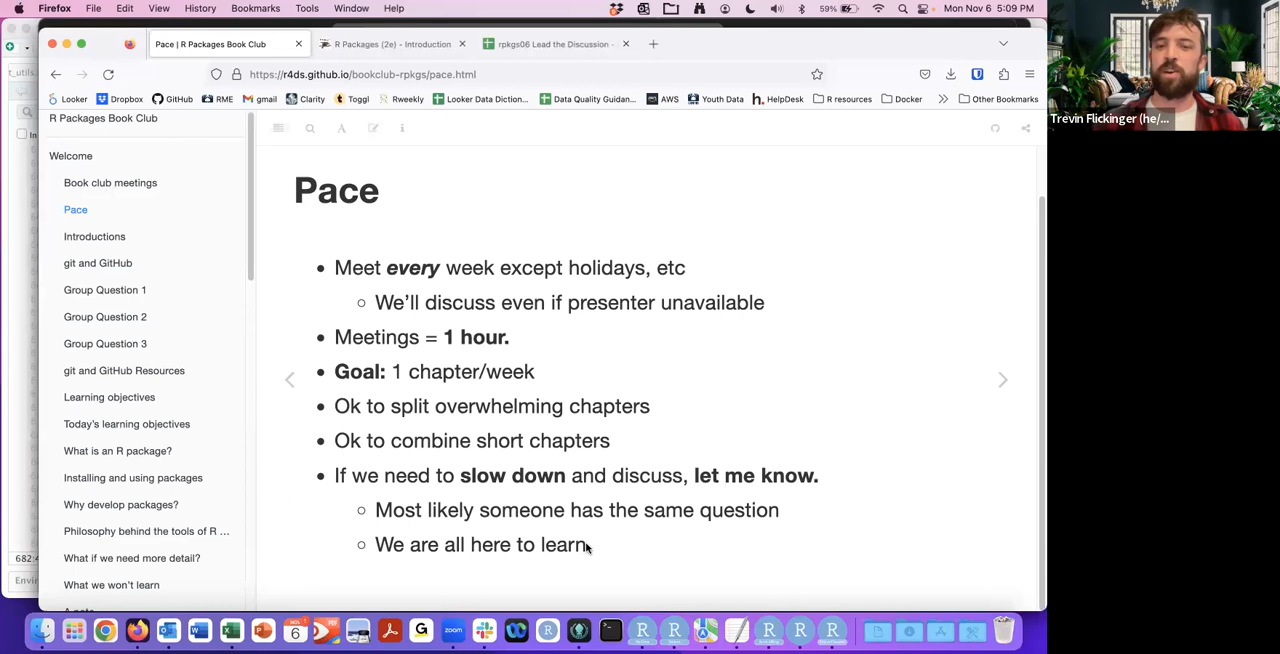 Firefox File Edit View History Bookmarks Tools Window Help 59% Mon Nov 6 5:09 PM
Pace | R Packages Book Club R Packages (2e) - Introduction rpkgs06 Lead the Discussion -
https://r4ds.github.io/bookclub-rpkgs/pace.html
Looker Dropbox GitHub RME gmail Clarity Toggl Rweekly Looker Data Diction... Data Quality Guidan... AWS Youth Data HelpDesk R resources Docker Other Bookmarks
Trevin Flickinger (he/...
R Packages Book Club
Welcome
Book club meetings
Pace
Introductions
git and GitHub
Group Question 1
Group Question 2
Group Question 3
git and GitHub Resources
Learning objectives
Today's learning objectives
What is an R package?
Installing and using packages
Why develop packages?
Philosophy behind the tools of R ...
What if we need more detail?
What we won't learn
Pace
Meet every week except holidays, etc
We'll discuss even if presenter unavailable
Meetings = 1 hour.
Goal: 1 chapter/week
Ok to split overwhelming chapters
Ok to combine short chapters
If we need to slow down and discuss, let me know.
Most likely someone has the same question
We are all here to learn
682:4
zoom
NOV
6